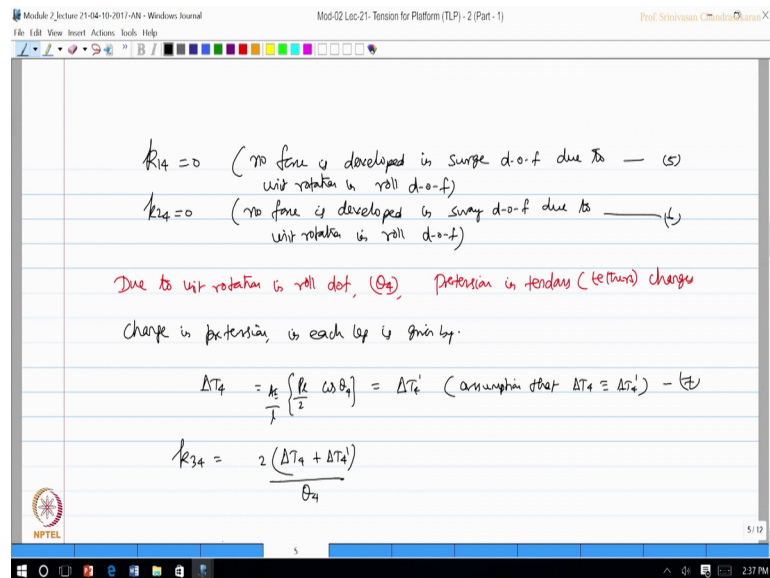 Module 2_lecture 21-04-10-2017-AN - Windows Journal
Mod-02 Lec-21- Tension for Platform (TLP) - 2 (Part - 1)
Prof. Srinivasan Chandrasekaran
File Edit View Insert Actions Tools Help
k14 = 0 (no force is developed in surge d-o-f due to — (5)
unit rotation in roll d-o-f)
k24 = 0 (no force is developed in sway d-o-f due to — (6)
unit rotation in roll d-o-f)
Due to unit rotation in roll dof, (θ4), pretension in tendons (tethers) changes
Change in pretension, in each leg is given by.
ΔT4 = AE/l {Pl/2 cos θ4} = ΔT4' (assumption that ΔT4 ≡ ΔT4') — (7)
k34 = 2(ΔT4 + ΔT4')
θ4
NPTEL
5/12
5
2:37 PM